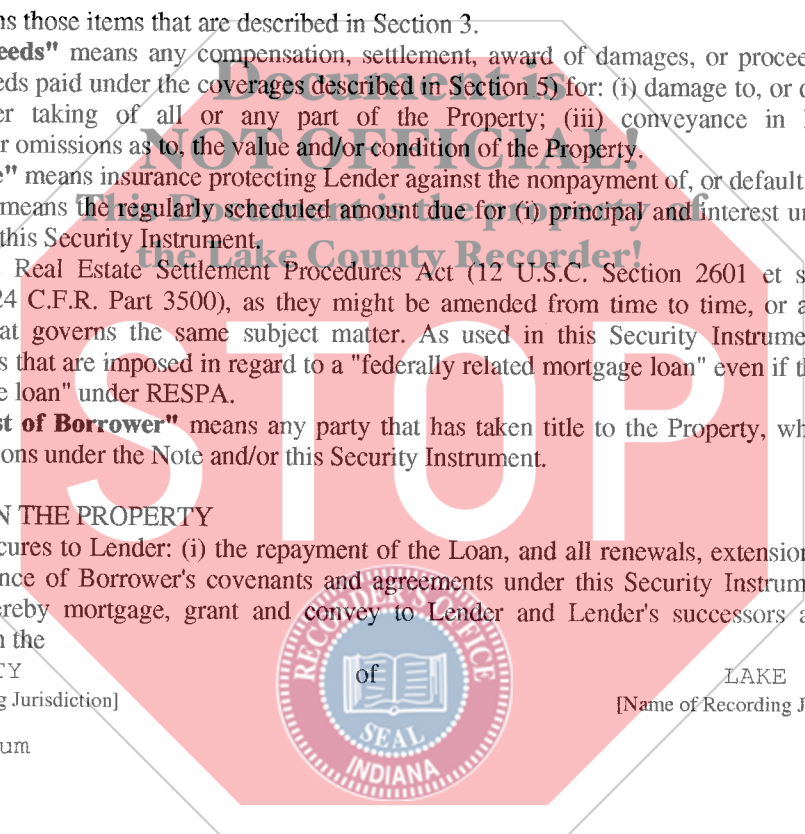 ns those items that are described in Section 3.
eeds" means any compensation, settlement, award of damages, or procee
eds paid under the coverages described in Section 5) for: (i) damage to, or d
er taking of all or any part of the Property; (iii) conveyance in
r omissions as to, the value and/or condition of the Property.
e" means insurance protecting Lender against the nonpayment of, or default
means the regularly scheduled amount due for (i) principal and interest un
this Security Instrument.
Real Estate Settlement Procedures Act (12 U.S.C. Section 2601 et s
24 C.F.R. Part 3500), as they might be amended from time to time, or a
at governs the same subject matter. As used in this Security Instrume
s that are imposed in regard to a "federally related mortgage loan" even if th
e loan" under RESPA.
st of Borrower" means any party that has taken title to the Property, wh
ons under the Note and/or this Security Instrument.
N THE PROPERTY
cures to Lender: (i) the repayment of the Loan, and all renewals, extension
nce of Borrower's covenants and agreements under this Security Instrum
ereby mortgage, grant and convey to Lender and Lender's successors a
n the
TY of LAKE
g Jurisdiction] [Name of Recording J
um
Document is
NOT OFFICIAL!
This Document is the property of
the Lake County Recorder!
STOP
RECORDER'S OFFICE
SEAL
INDIANA